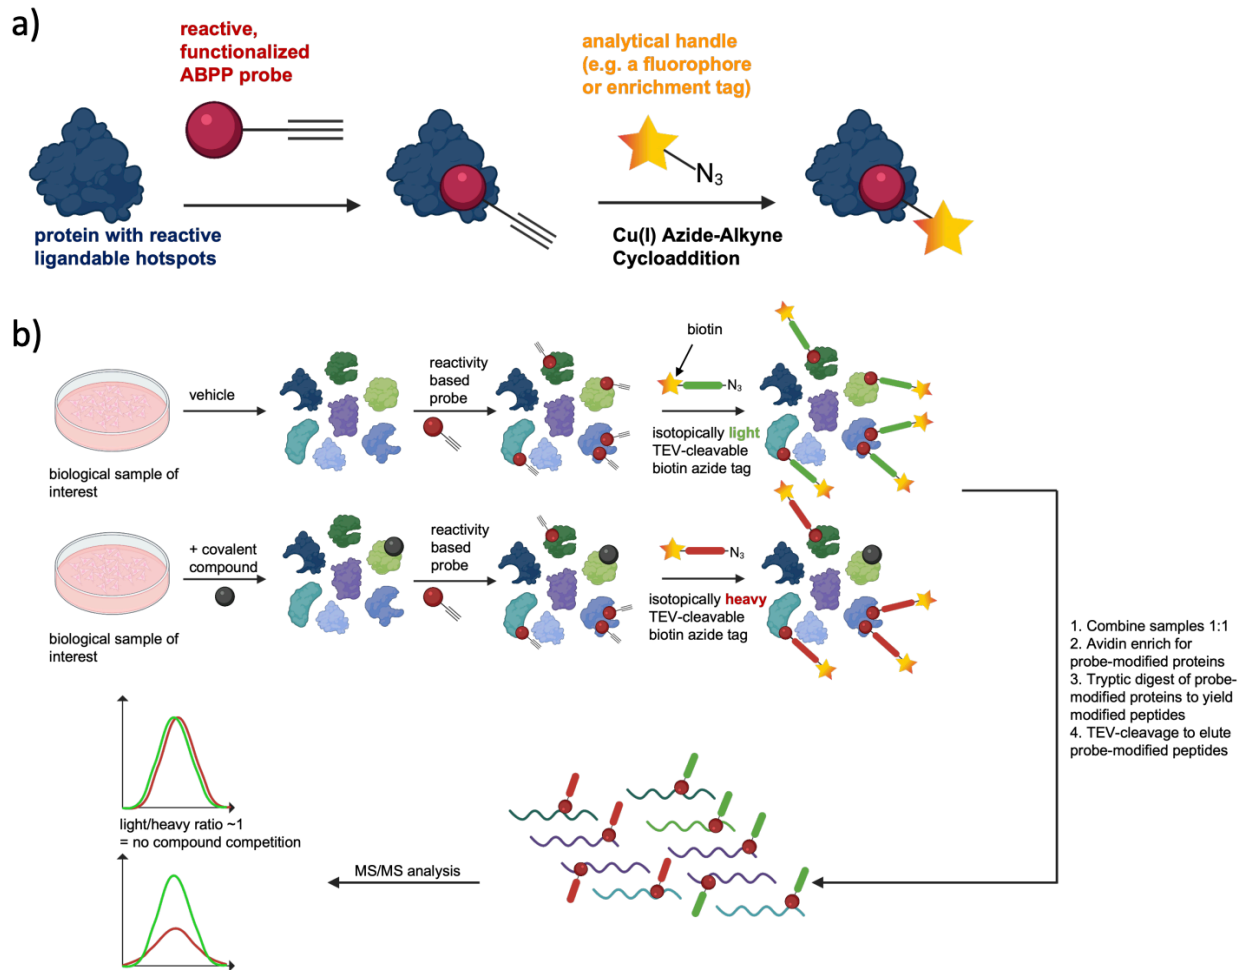 a)
reactive,
functionalized
ABPP probe
analytical handle
(e.g. a fluorophore
or enrichment tag)
N3
protein with reactive
ligandable hotspots
Cu(I) Azide-Alkyne
Cycloaddition
b)
vehicle
reactivity
based
probe
biotin
N3
isotopically light
TEV-cleavable
biotin azide tag
biological sample of
interest
+ covalent
compound
reactivity
based
probe
N3
isotopically heavy
TEV-cleavable
biotin azide tag
biological sample of
interest
1. Combine samples 1:1
2. Avidin enrich for
probe-modified proteins
3. Tryptic digest of probe-
modified proteins to yield
modified peptides
4. TEV-cleavage to elute
probe-modified peptides
light/heavy ratio ~1
= no compound competition
MS/MS analysis